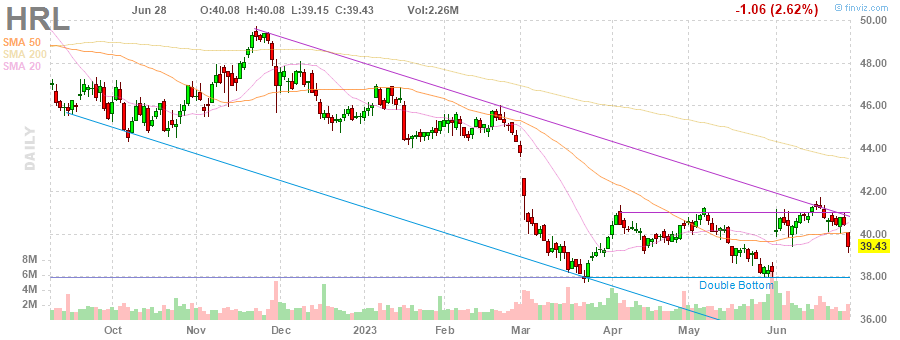 HRL Jun 28 O:40.08 H:40.08 L:39.15 C:39.43 Vol:2.26M -1.06 (2.62%) © finviz.com
SMA 50
SMA 200
SMA 20
DAILY
50.00
48.00
46.00
44.00
42.00
40.00
39.43
38.00
36.00
8M
6M
4M
2M
Double Bottom
Oct Nov Dec 2023 Feb Mar Apr May Jun